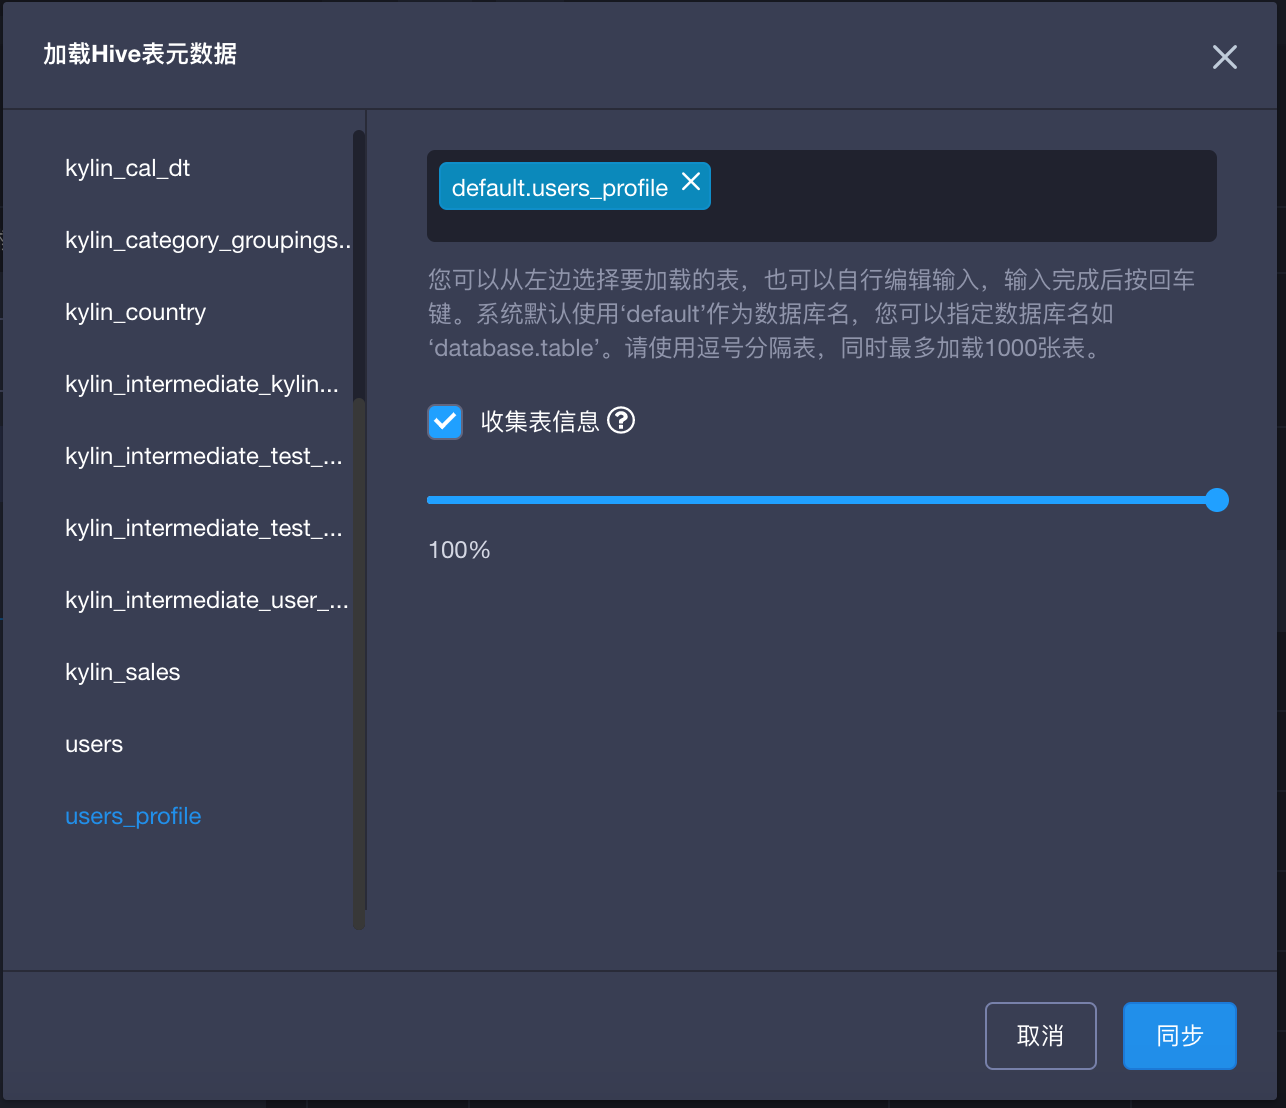 加载Hive表元数据
kylin_cal_dt
kylin_category_groupings..
kylin_country
kylin_intermediate_kylin...
kylin_intermediate_test_...
kylin_intermediate_test_...
kylin_intermediate_user_...
kylin_sales
users
users_profile
default.users_profile
您可以从左边选择要加载的表，也可以自行编辑输入，输入完成后按回车
键。系统默认使用‘default’作为数据库名，您可以指定数据库名如
‘database.table’。请使用逗号分隔表，同时最多加载1000张表。
收集表信息
100%
取消
同步